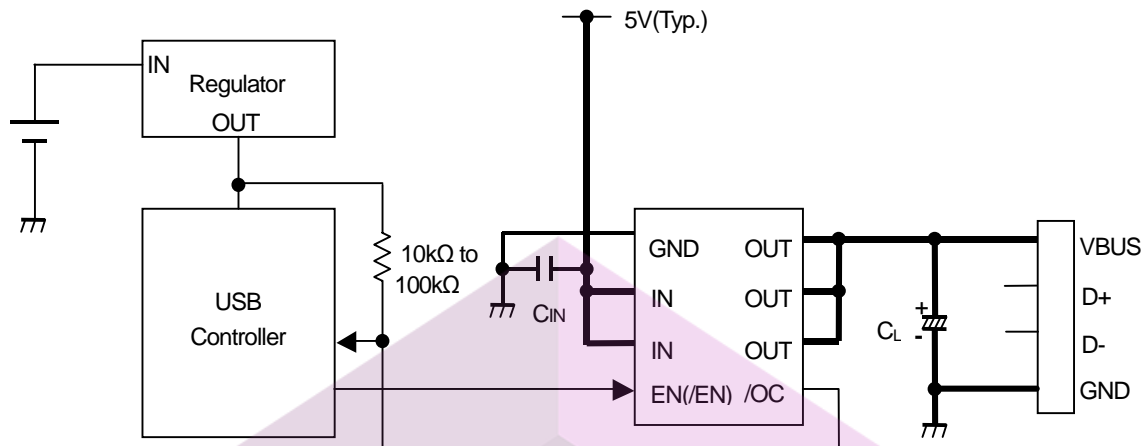 5V(Typ.)
IN
Regulator
OUT
10kΩ to
100kΩ
USB
Controller
CIN
GND
IN
IN
EN(/EN)
OUT
OUT
OUT
/OC
+
-
CL
VBUS
D+
D-
GND